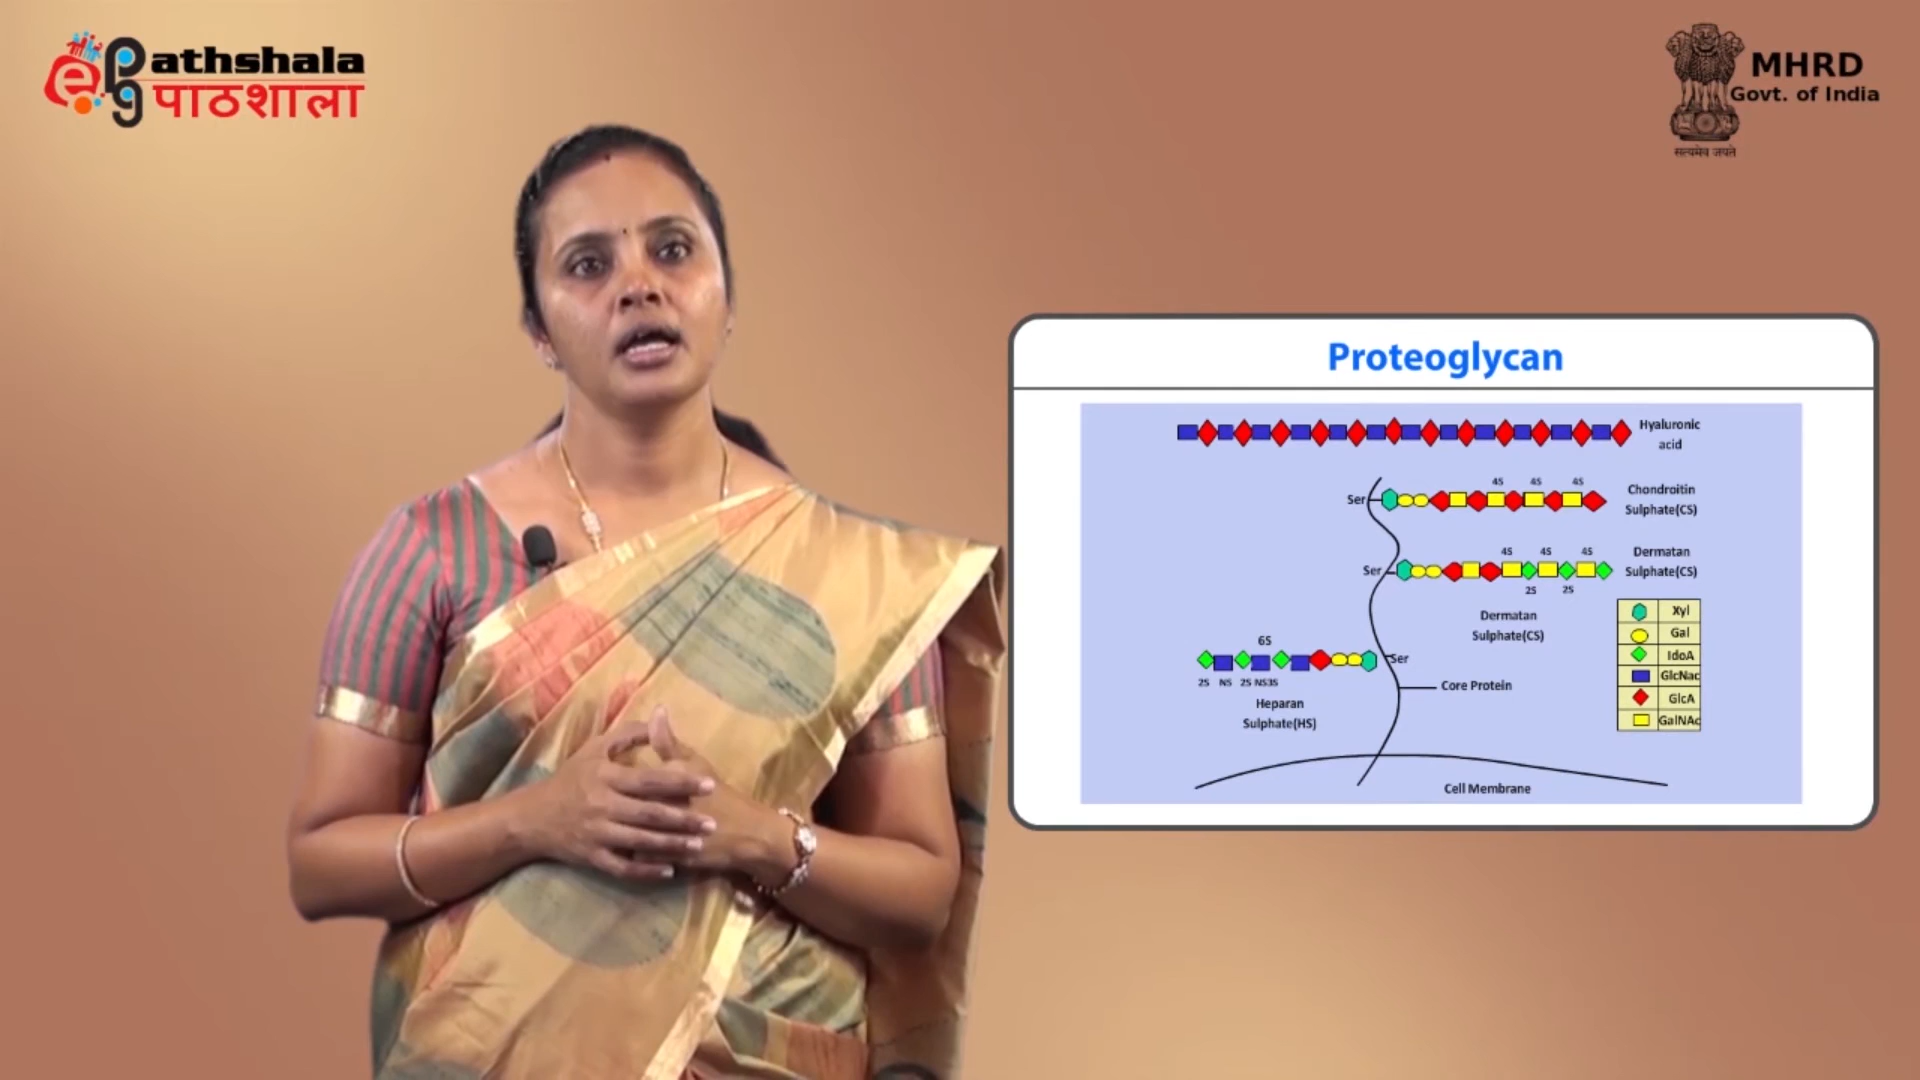 e pg athshala
पाठशाला
MHRD
Govt. of India
सत्यमेव जयते
Proteoglycan
Hyaluronic
acid
4S 4S 4S
Ser
Chondroitin
Sulphate(CS)
4S 4S 4S
Ser
Dermatan
Sulphate(CS)
2S 2S
Dermatan
Sulphate(CS)
6S
Ser
2S NS 2S NS3S
Heparan
Sulphate(HS)
Core Protein
Xyl
Gal
IdoA
GlcNac
GlcA
GalNAc
Cell Membrane